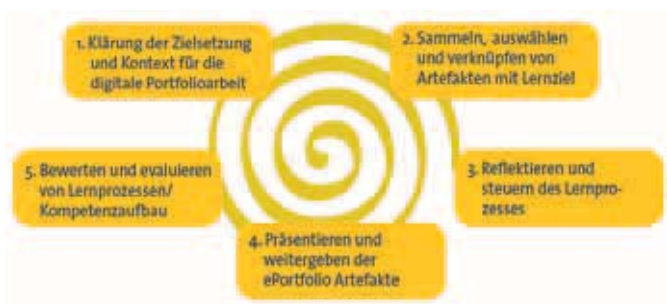 1. Klärung der Zielsetzung
und Kontext für die
digitale Portfolioarbeit
2. Sammeln, auswählen
und verknüpfen von
Artefakten mit Lernziel
3. Reflektieren und
steuern des Lernpro-
zesses
4. Präsentieren und
weitergeben der
ePortfolio Artefakte
5. Bewerten und evaluieren
von Lernprozessen/
Kompetenzaufbau